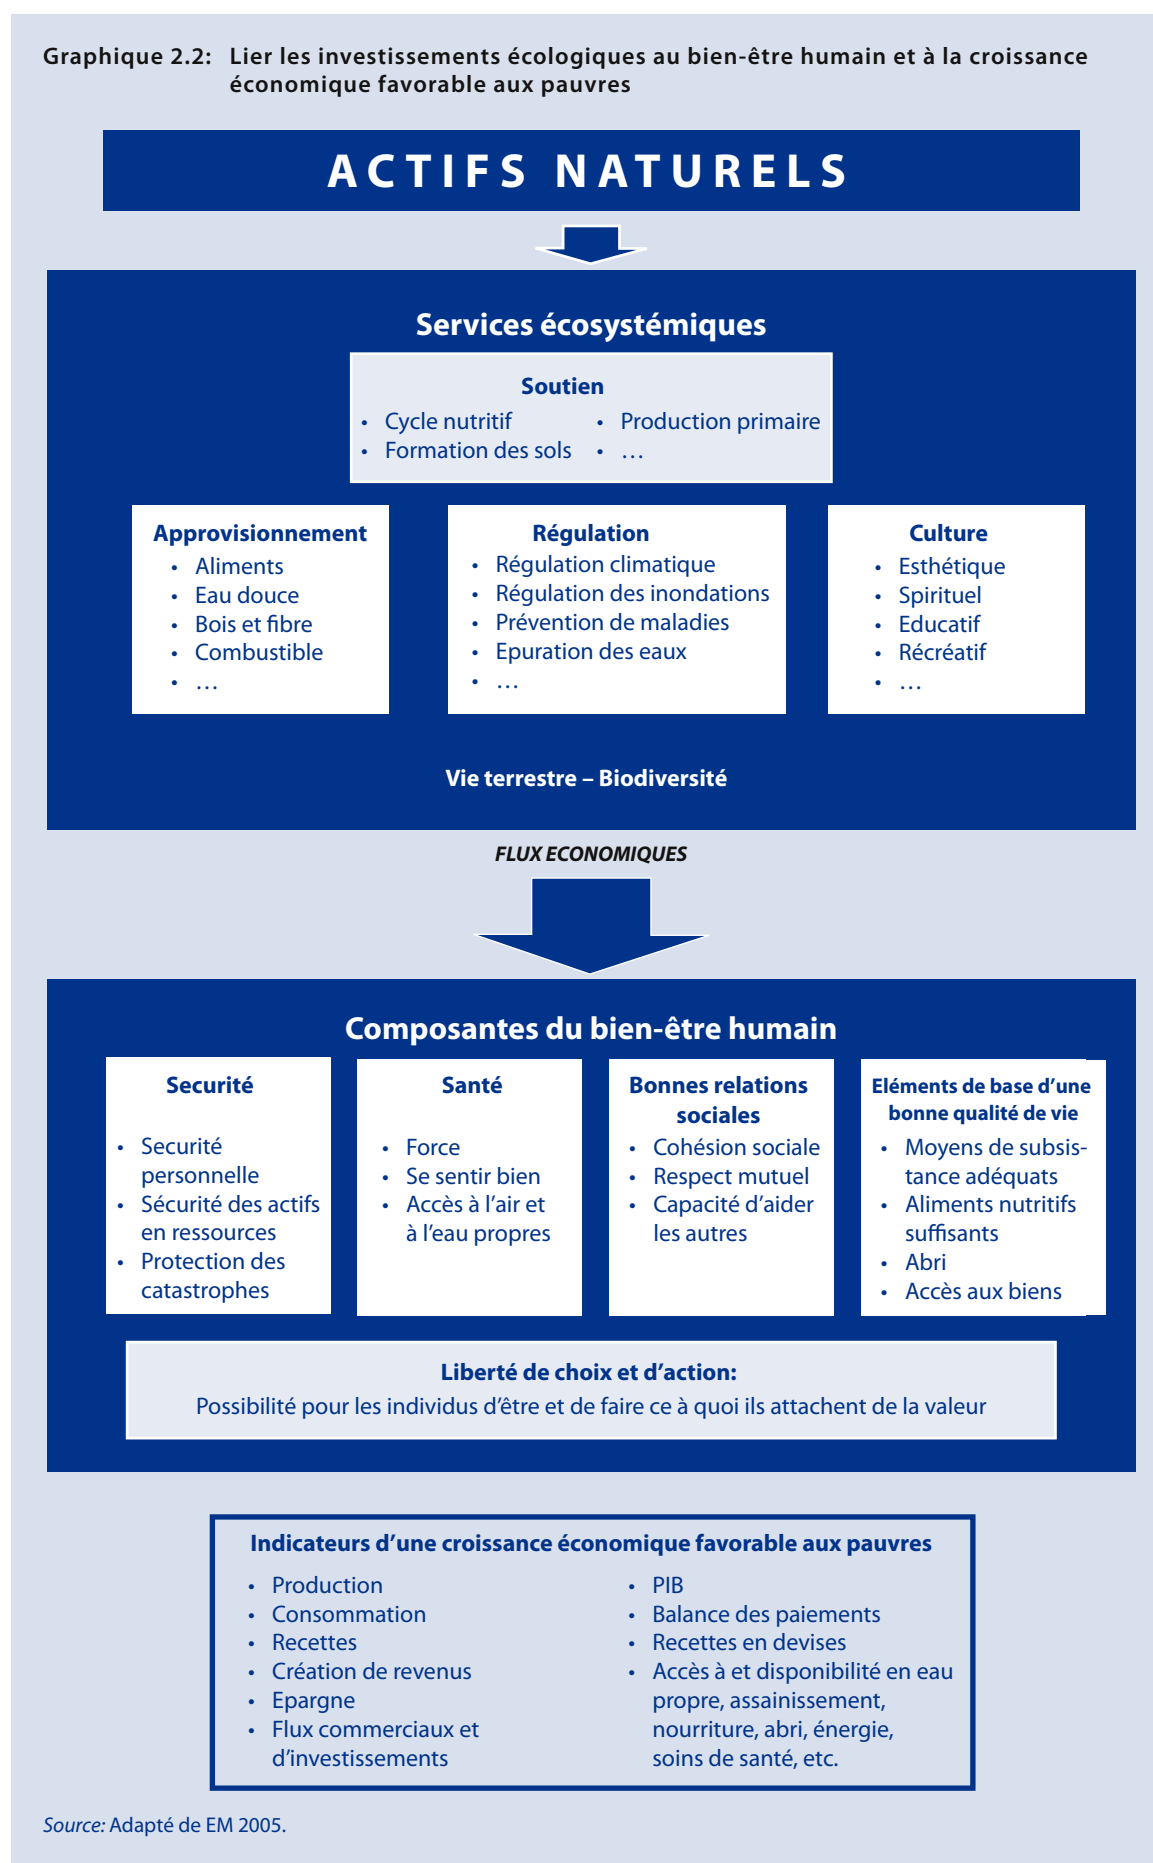 Graphique 2.2: Lier les investissements écologiques au bien-être humain et à la croissance
économique favorable aux pauvres
ACTIFS NATURELS
Services écosystémiques
Soutien
• Cycle nutritif
• Formation des sols
• Production primaire
• …
Approvisionnement
• Aliments
• Eau douce
• Bois et fibre
• Combustible
• …
Régulation
• Régulation climatique
• Régulation des inondations
• Prévention de maladies
• Epuration des eaux
• …
Culture
• Esthétique
• Spirituel
• Educatif
• Récréatif
• …
Vie terrestre – Biodiversité
FLUX ECONOMIQUES
Composantes du bien-être humain
Securité
• Securité
personnelle
• Sécurité des actifs
en ressources
• Protection des
catastrophes
Santé
• Force
• Se sentir bien
• Accès à l’air et
à l’eau propres
Bonnes relations
sociales
• Cohésion sociale
• Respect mutuel
• Capacité d’aider
les autres
Eléments de base d’une
bonne qualité de vie
• Moyens de subsis-
tance adéquats
• Aliments nutritifs
suffisants
• Abri
• Accès aux biens
Liberté de choix et d’action:
Possibilité pour les individus d’être et de faire ce à quoi ils attachent de la valeur
Indicateurs d’une croissance économique favorable aux pauvres
• Production
• Consommation
• Recettes
• Création de revenus
• Epargne
• Flux commerciaux et
d’investissements
• PIB
• Balance des paiements
• Recettes en devises
• Accès à et disponibilité en eau
propre, assainissement,
nourriture, abri, énergie,
soins de santé, etc.
Source: Adapté de EM 2005.